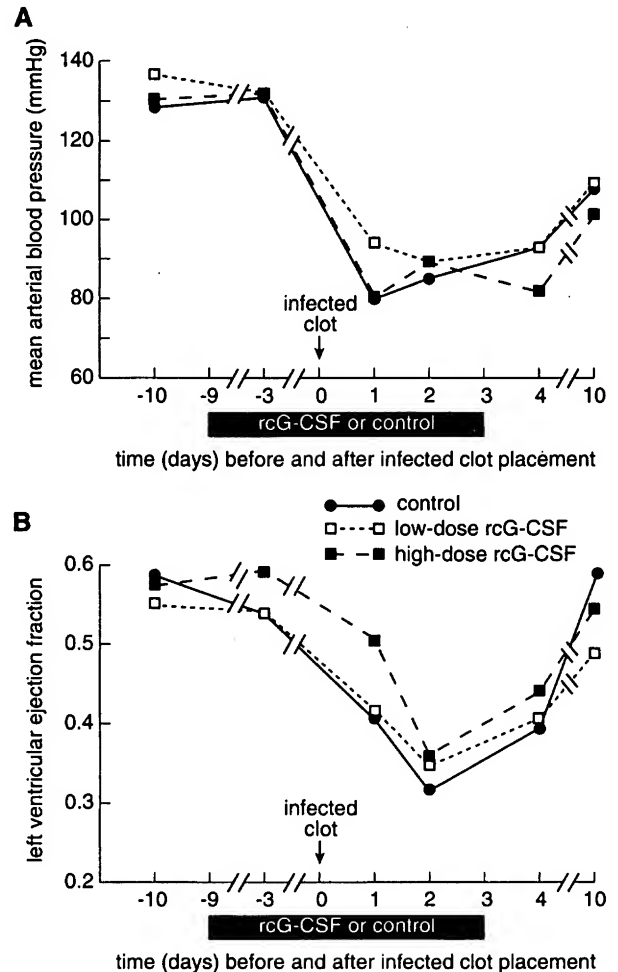 A
mean arterial blood pressure (mmHg)
140
120
100
80
60
infected
clot
-10 -9 -3 0 1 2 3 4 10
rcG-CSF or control
time (days) before and after infected clot placement
control
low-dose rcG-CSF
high-dose rcG-CSF
B
left ventricular ejection fraction
0.6
0.5
0.4
0.3
0.2
infected
clot
-10 -9 -3 0 1 2 3 4 10
rcG-CSF or control
time (days) before and after infected clot placement